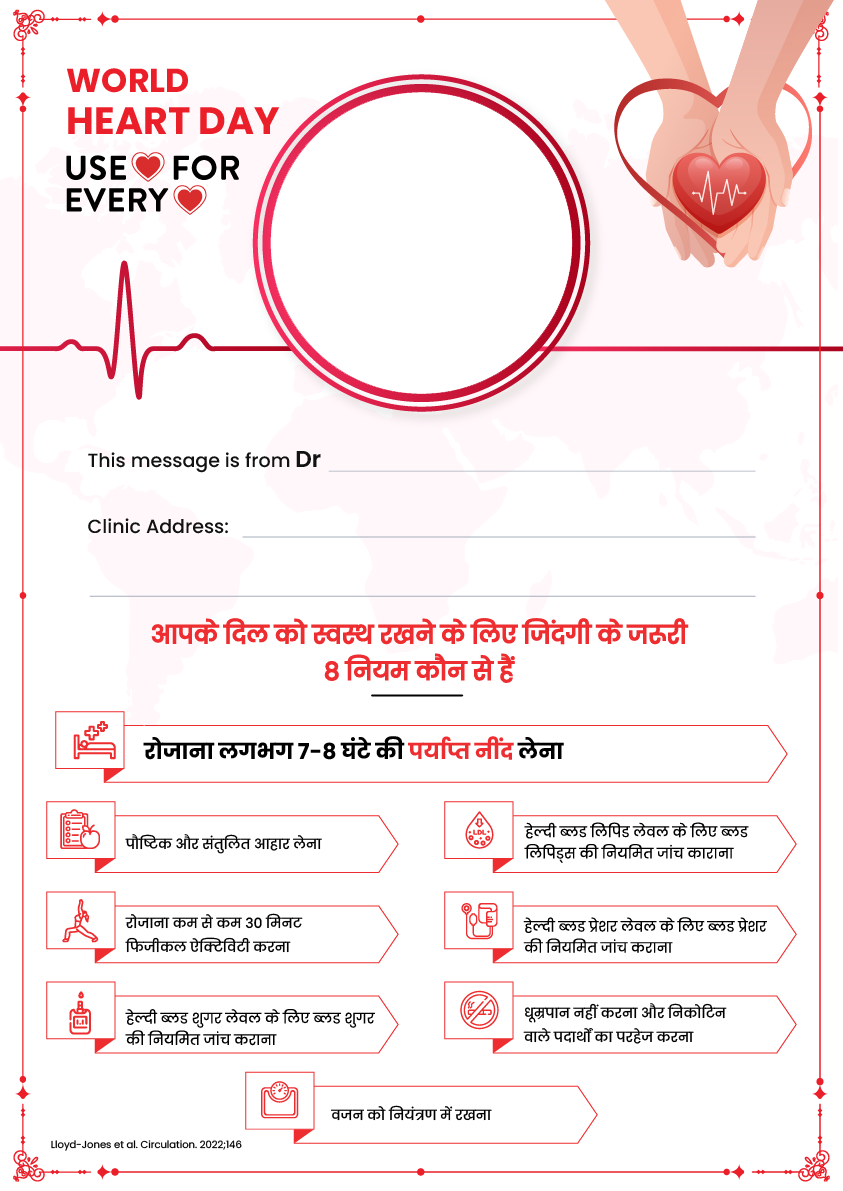 WORLD
HEART DAY
USE FOR
EVERY
This message is from Dr
Clinic Address:
आपके दिल को स्वस्थ रखने के लिए जिंदगी के जरूरी
8 नियम कौन से हैं
रोजाना लगभग 7-8 घंटे की पर्याप्त नींद लेना
पौष्टिक और संतुलित आहार लेना
LDL
हेल्दी ब्लड लिपिड लेवल के लिए ब्लड
लिपिड्स की नियमित जांच काराना
रोजाना कम से कम 30 मिनट
फिजीकल ऐक्टिविटी करना
हेल्दी ब्लड प्रेशर लेवल के लिए ब्लड प्रेशर
की नियमित जांच कराना
हेल्दी ब्लड शुगर लेवल के लिए ब्लड शुगर
की नियमित जांच कराना
धूम्रपान नहीं करना और निकोटिन
वाले पदार्थों का परहेज करना
वजन को नियंत्रण में रखना
Lloyd-Jones et al. Circulation. 2022;146